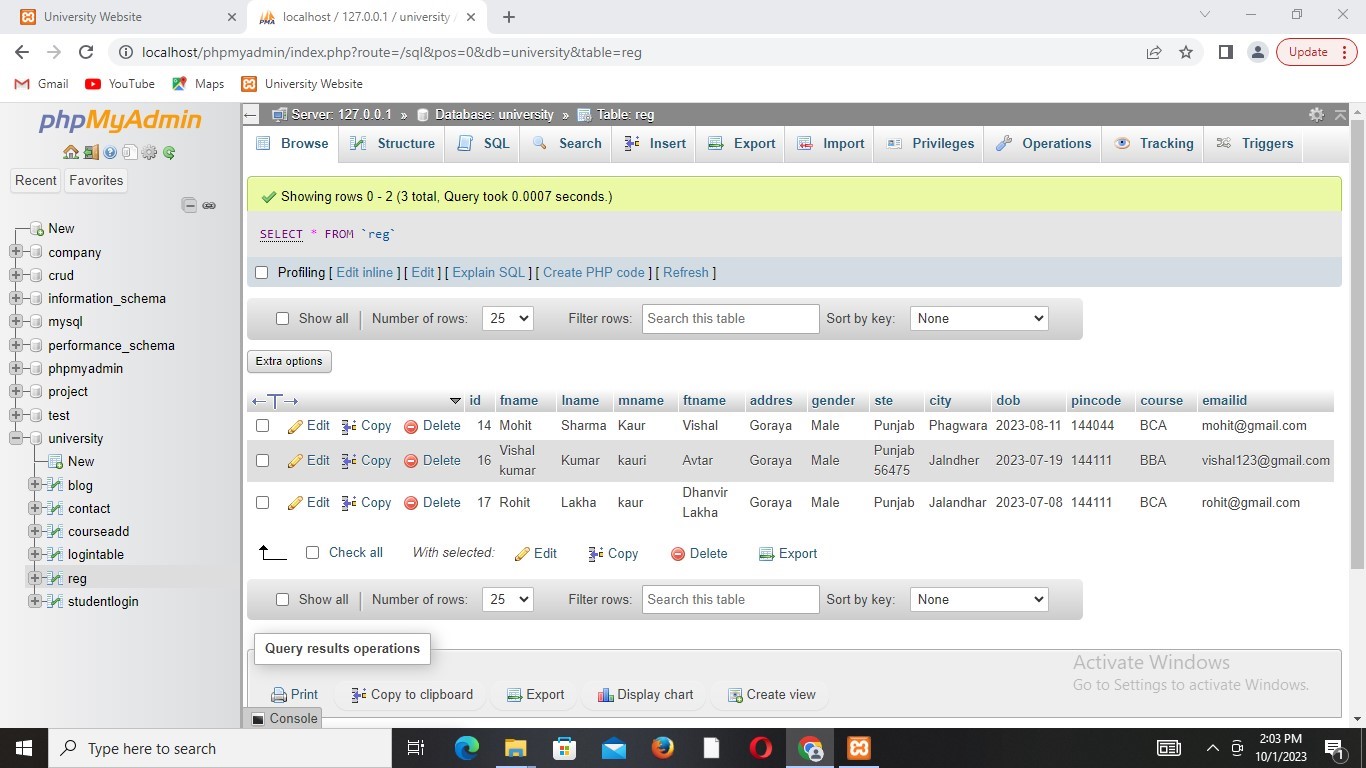 University Website
localhost / 127.0.0.1 / university /
localhost/phpmyadmin/index.php?route=/sql&pos=0&db=university&table=reg
Update
Gmail YouTube Maps University Website
phpMyAdmin
Recent Favorites
New
company
crud
information_schema
mysql
performance_schema
phpmyadmin
project
test
university
New
blog
contact
courseadd
logintable
reg
studentlogin
Server: 127.0.0.1 » Database: university » Table: reg
Browse Structure SQL Search Insert Export Import Privileges Operations Tracking Triggers
Showing rows 0 - 2 (3 total, Query took 0.0007 seconds.)
SELECT * FROM `reg`
Profiling [ Edit inline ] [ Edit ] [ Explain SQL ] [ Create PHP code ] [ Refresh ]
Show all Number of rows: 25 Filter rows: Search this table Sort by key: None
Extra options
id fname lname mname ftname addres gender ste city dob pincode course emailid
Edit Copy Delete 14 Mohit Sharma Kaur Vishal Goraya Male Punjab Phagwara 2023-08-11 144044 BCA mohit@gmail.com
Edit Copy Delete 16 Vishal kumar Kumar kauri Avtar Goraya Male Punjab 56475 Jalndher 2023-07-19 144111 BBA vishal123@gmail.com
Edit Copy Delete 17 Rohit Lakha kaur Dhanvir Lakha Goraya Male Punjab Jalandhar 2023-07-08 144111 BCA rohit@gmail.com
Check all With selected: Edit Copy Delete Export
Show all Number of rows: 25 Filter rows: Search this table Sort by key: None
Query results operations
Print Copy to clipboard Export Display chart Create view
Console
Activate Windows
Go to Settings to activate Windows.
Type here to search
2:03 PM
10/1/2023
1